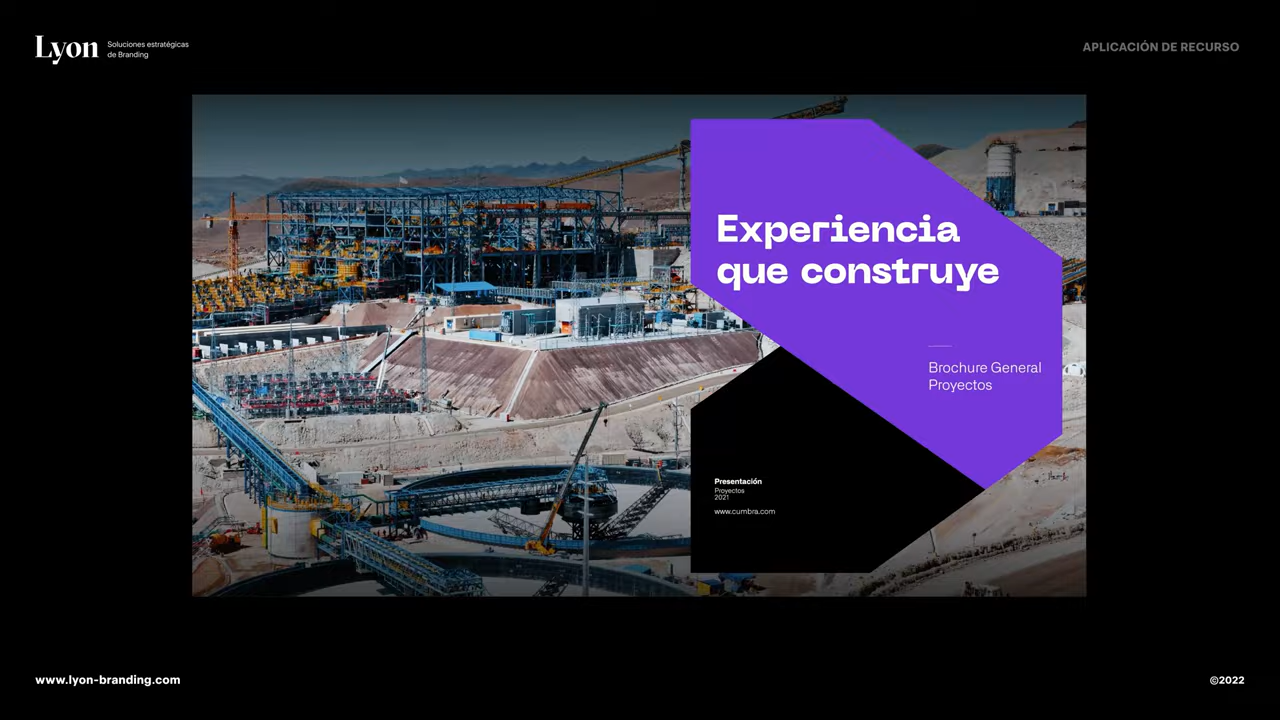 Lyon
Soluciones estratégicas
de Branding
APLICACIÓN DE RECURSO
Experiencia
que construye
Brochure General
Proyectos
Presentación
Proyectos
2021
www.cumbra.com
www.lyon-branding.com
©2022